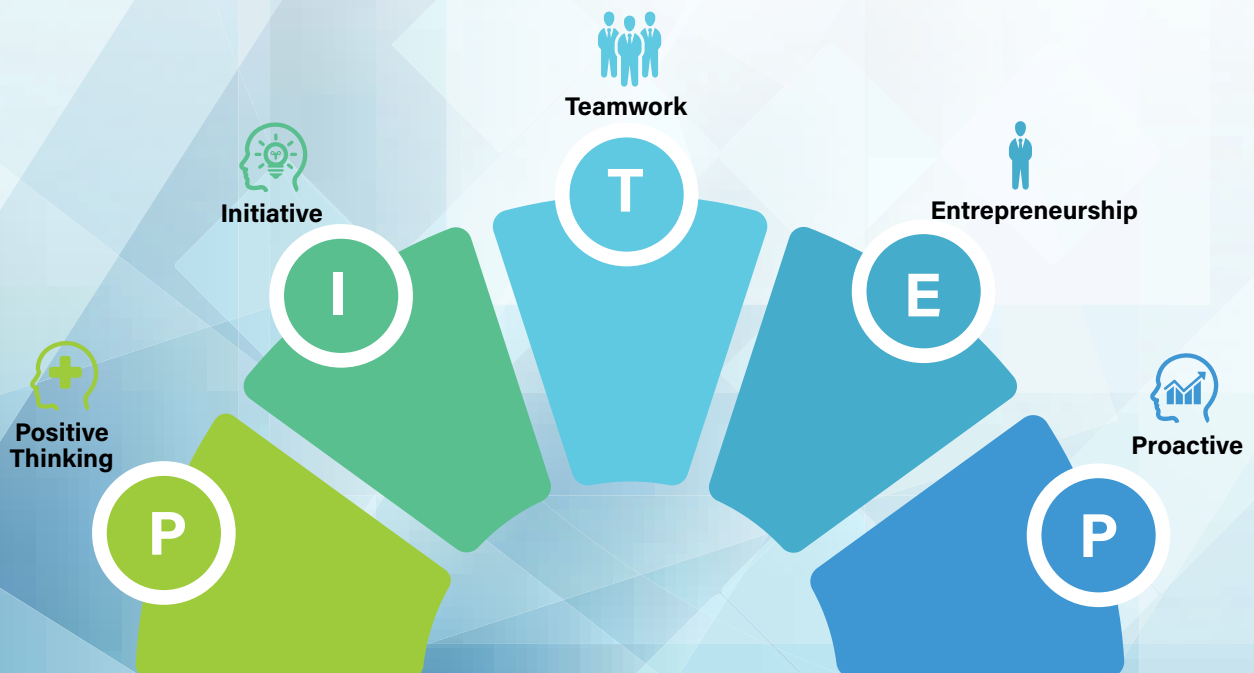 Teamwork
T
Initiative
I
Entrepreneurship
E
Positive
Thinking
P
Proactive
P